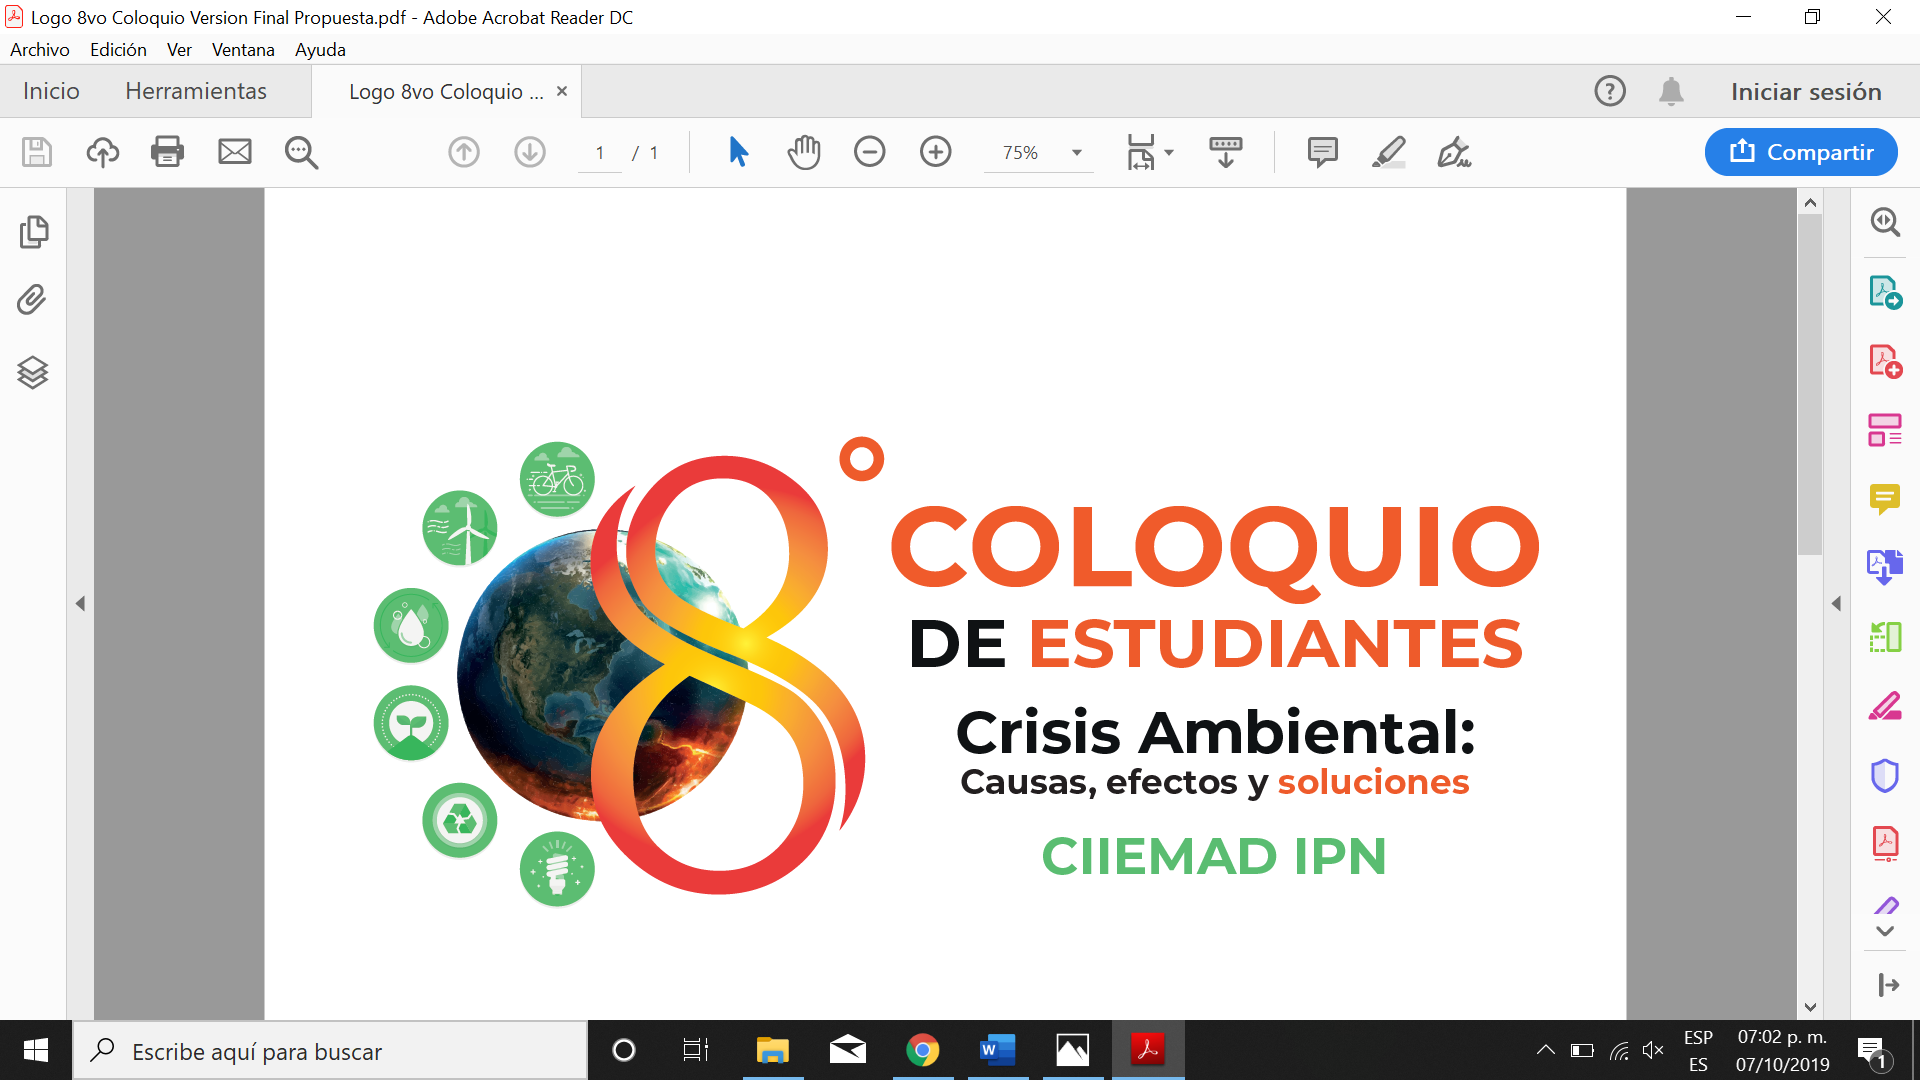 Logo 8vo Coloquio Version Final Propuesta.pdf - Adobe Acrobat Reader DC
Archivo Edición Ver Ventana Ayuda
Inicio Herramientas Logo 8vo Coloquio ... × Iniciar sesión
1 / 1 75% Compartir
8°
COLOQUIO
DE ESTUDIANTES
Crisis Ambiental:
Causas, efectos y soluciones
CIIEMAD IPN
Escribe aquí para buscar
ESP
ES
07:02 p. m.
07/10/2019
1